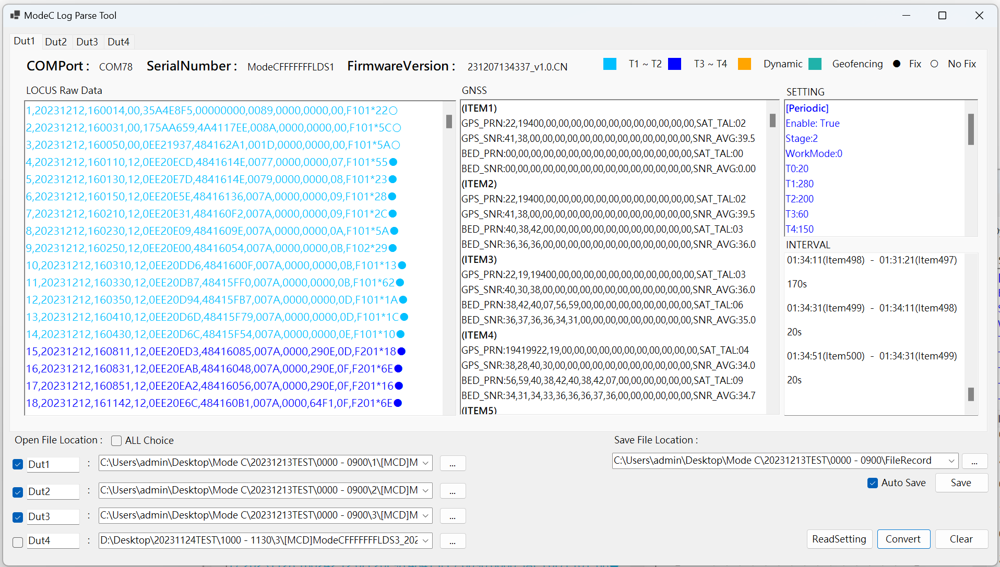 ModeC Log Parse Tool
Dut1 Dut2 Dut3 Dut4
COMPort : COM78 SerialNumber : ModeCFFFFFFFLDS1 FirmwareVersion : 231207134337_v1.0.CN T1 ~ T2 T3 ~ T4 Dynamic Geofencing Fix No Fix
LOCUS Raw Data
1,20231212,160014,00,35A4E8F5,00000000,0089,0000,0000,00,F101*22
2,20231212,160031,00,175AA659,4A4117EE,008A,0000,0000,00,F101*5C
3,20231212,160050,00,0EE21937,484162A1,001D,0000,0000,00,F101*5A
4,20231212,160110,12,0EE20ECD,4841614E,0077,0000,0000,07,F101*55
5,20231212,160130,12,0EE20E7D,4841614E,0079,0000,0000,08,F101*23
6,20231212,160150,12,0EE20E5E,48416136,007A,0000,0000,09,F101*28
7,20231212,160210,12,0EE20E31,484160F2,007A,0000,0000,09,F101*2C
8,20231212,160230,12,0EE20E09,4841609E,007A,0000,0000,0A,F101*5A
9,20231212,160250,12,0EE20E00,48416054,007A,0000,0000,0B,F102*29
10,20231212,160310,12,0EE20DD6,4841600F,007A,0000,0000,0B,F101*13
11,20231212,160330,12,0EE20DB7,48415FF0,007A,0000,0000,0B,F101*62
12,20231212,160350,12,0EE20D94,48415FB7,007A,0000,0000,0D,F101*1A
13,20231212,160410,12,0EE20D6D,48415F79,007A,0000,0000,0D,F101*1C
14,20231212,160430,12,0EE20D6C,48415F54,007A,0000,0000,0E,F101*10
15,20231212,160811,12,0EE20ED3,48416085,007A,0000,290E,0D,F201*18
16,20231212,160831,12,0EE20EAB,48416048,007A,0000,290E,0F,F201*6E
17,20231212,160851,12,0EE20EA2,48416056,007A,0000,290E,0F,F201*16
18,20231212,161142,12,0EE20E6C,484160B1,007A,0000,64F1,0F,F201*6E
GNSS
(ITEM1)
GPS_PRN:22,19400,00,00,00,00,00,00,00,00,00,00,00,00,SAT_TAL:02
GPS_SNR:41,38,00,00,00,00,00,00,00,00,00,00,00,00,00,SNR_AVG:39.5
BED_PRN:00,00,00,00,00,00,00,00,00,00,00,00,00,00,00,SAT_TAL:00
BED_SNR:00,00,00,00,00,00,00,00,00,00,00,00,00,00,00,SNR_AVG:0.00
(ITEM2)
GPS_PRN:22,19400,00,00,00,00,00,00,00,00,00,00,00,00,SAT_TAL:02
GPS_SNR:41,38,00,00,00,00,00,00,00,00,00,00,00,00,00,SNR_AVG:39.5
BED_PRN:40,38,42,00,00,00,00,00,00,00,00,00,00,00,00,SAT_TAL:03
BED_SNR:36,36,36,00,00,00,00,00,00,00,00,00,00,00,00,SNR_AVG:36.0
(ITEM3)
GPS_PRN:22,19,19400,00,00,00,00,00,00,00,00,00,00,00,SAT_TAL:03
GPS_SNR:40,30,38,00,00,00,00,00,00,00,00,00,00,00,00,SNR_AVG:36.0
BED_PRN:38,42,40,07,56,59,00,00,00,00,00,00,00,00,00,SAT_TAL:06
BED_SNR:36,37,36,36,34,31,00,00,00,00,00,00,00,00,00,SNR_AVG:35.0
(ITEM4)
GPS_PRN:19419922,19,00,00,00,00,00,00,00,00,00,00,00,SAT_TAL:04
GPS_SNR:38,28,40,30,00,00,00,00,00,00,00,00,00,00,00,SNR_AVG:34.0
BED_PRN:56,59,40,38,42,40,38,42,07,00,00,00,00,00,00,SAT_TAL:09
BED_SNR:34,31,34,33,36,36,36,37,36,00,00,00,00,00,00,SNR_AVG:34.7
(ITEM5)
SETTING
[Periodic]
Enable: True
Stage:2
WorkMode:0
T0:20
T1:280
T2:200
T3:60
T4:150
INTERVAL
01:34:11(Item498) - 01:31:21(Item497)
170s
01:34:31(Item499) - 01:34:11(Item498)
20s
01:34:51(Item500) - 01:34:31(Item499)
20s
Open File Location : ALL Choice
Dut1 : C:\Users\admin\Desktop\Mode C\20231213TEST\0000 - 0900\1\[MCD]M ...
Dut2 : C:\Users\admin\Desktop\Mode C\20231213TEST\0000 - 0900\2\[MCD]M ...
Dut3 : C:\Users\admin\Desktop\Mode C\20231213TEST\0000 - 0900\3\[MCD]M ...
Dut4 : D:\Desktop\20231124TEST\1000 - 1130\3\[MCD]ModeCFFFFFFFLDS3_202 ...
Save File Location :
C:\Users\admin\Desktop\Mode C\20231213TEST\0000 - 0900\FileRecord ...
Auto Save Save
ReadSetting Convert Clear